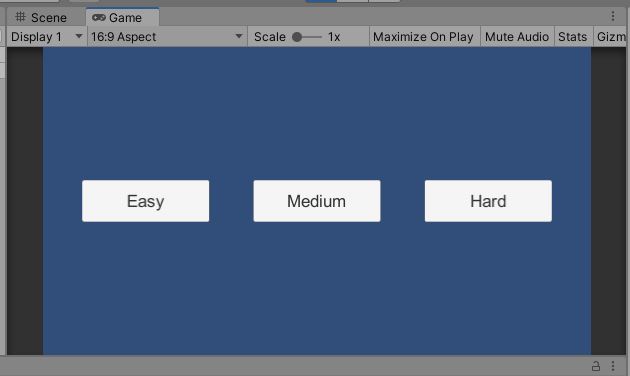 Scene Game
Display 1 16:9 Aspect Scale 1x Maximize On Play Mute Audio Stats Gizm
Easy Medium Hard